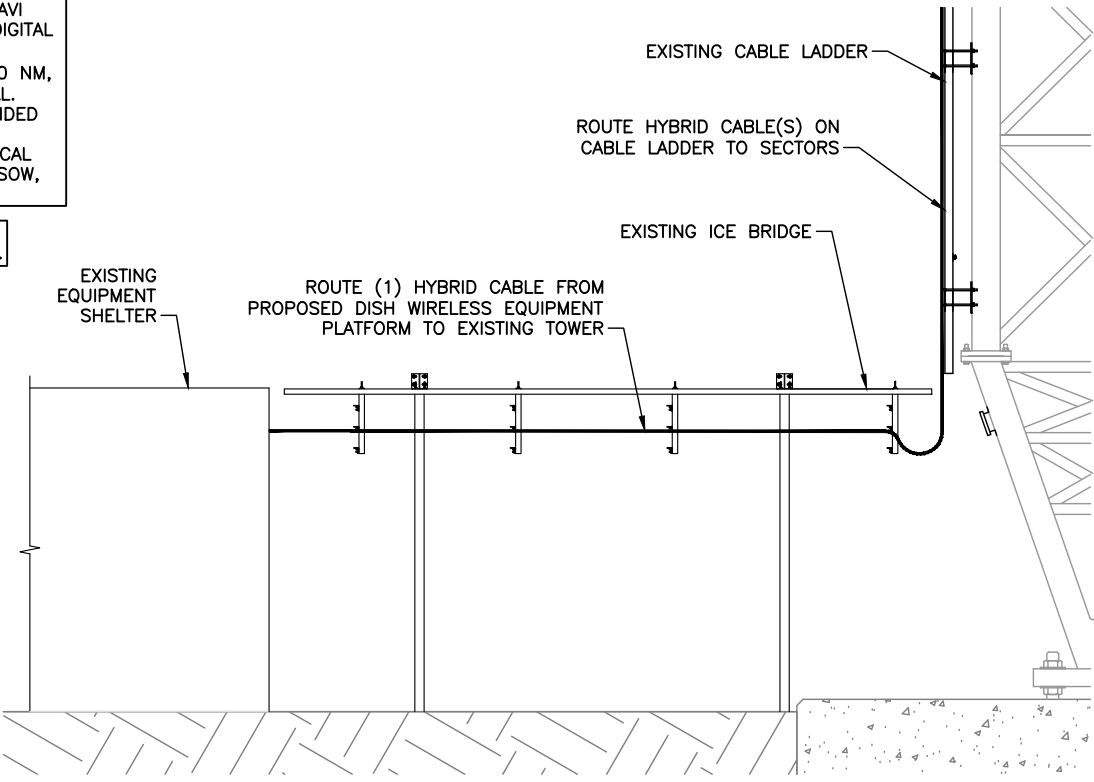 AVI
DIGITAL
0 NM,
L.
IDED
CAL
SOW,
EXISTING CABLE LADDER
ROUTE HYBRID CABLE(S) ON
CABLE LADDER TO SECTORS
EXISTING ICE BRIDGE
EXISTING
EQUIPMENT
SHELTER
ROUTE (1) HYBRID CABLE FROM
PROPOSED DISH WIRELESS EQUIPMENT
PLATFORM TO EXISTING TOWER